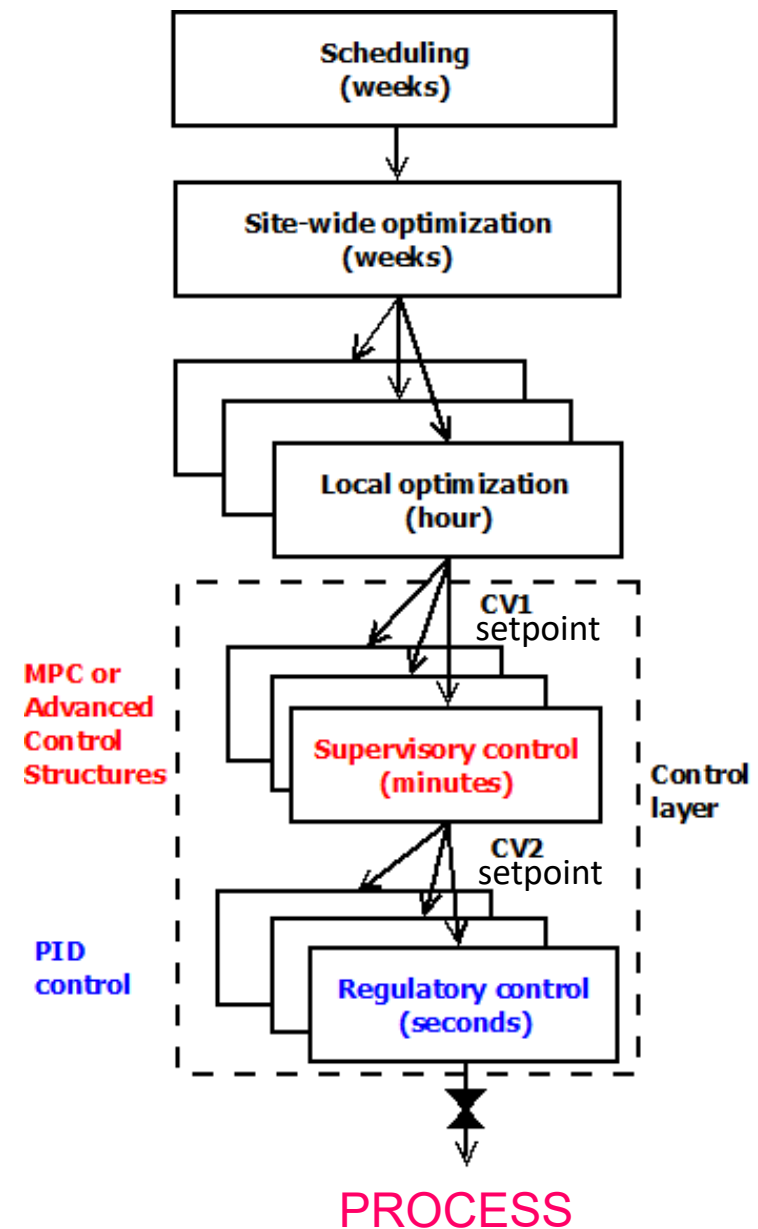 Scheduling
(weeks)
Site-wide optimization
(weeks)
Local optimization
(hour)
CV1
setpoint
MPC or
Advanced
Control
Structures
Supervisory control
(minutes)
Control
layer
CV2
setpoint
PID
control
Regulatory control
(seconds)
PROCESS